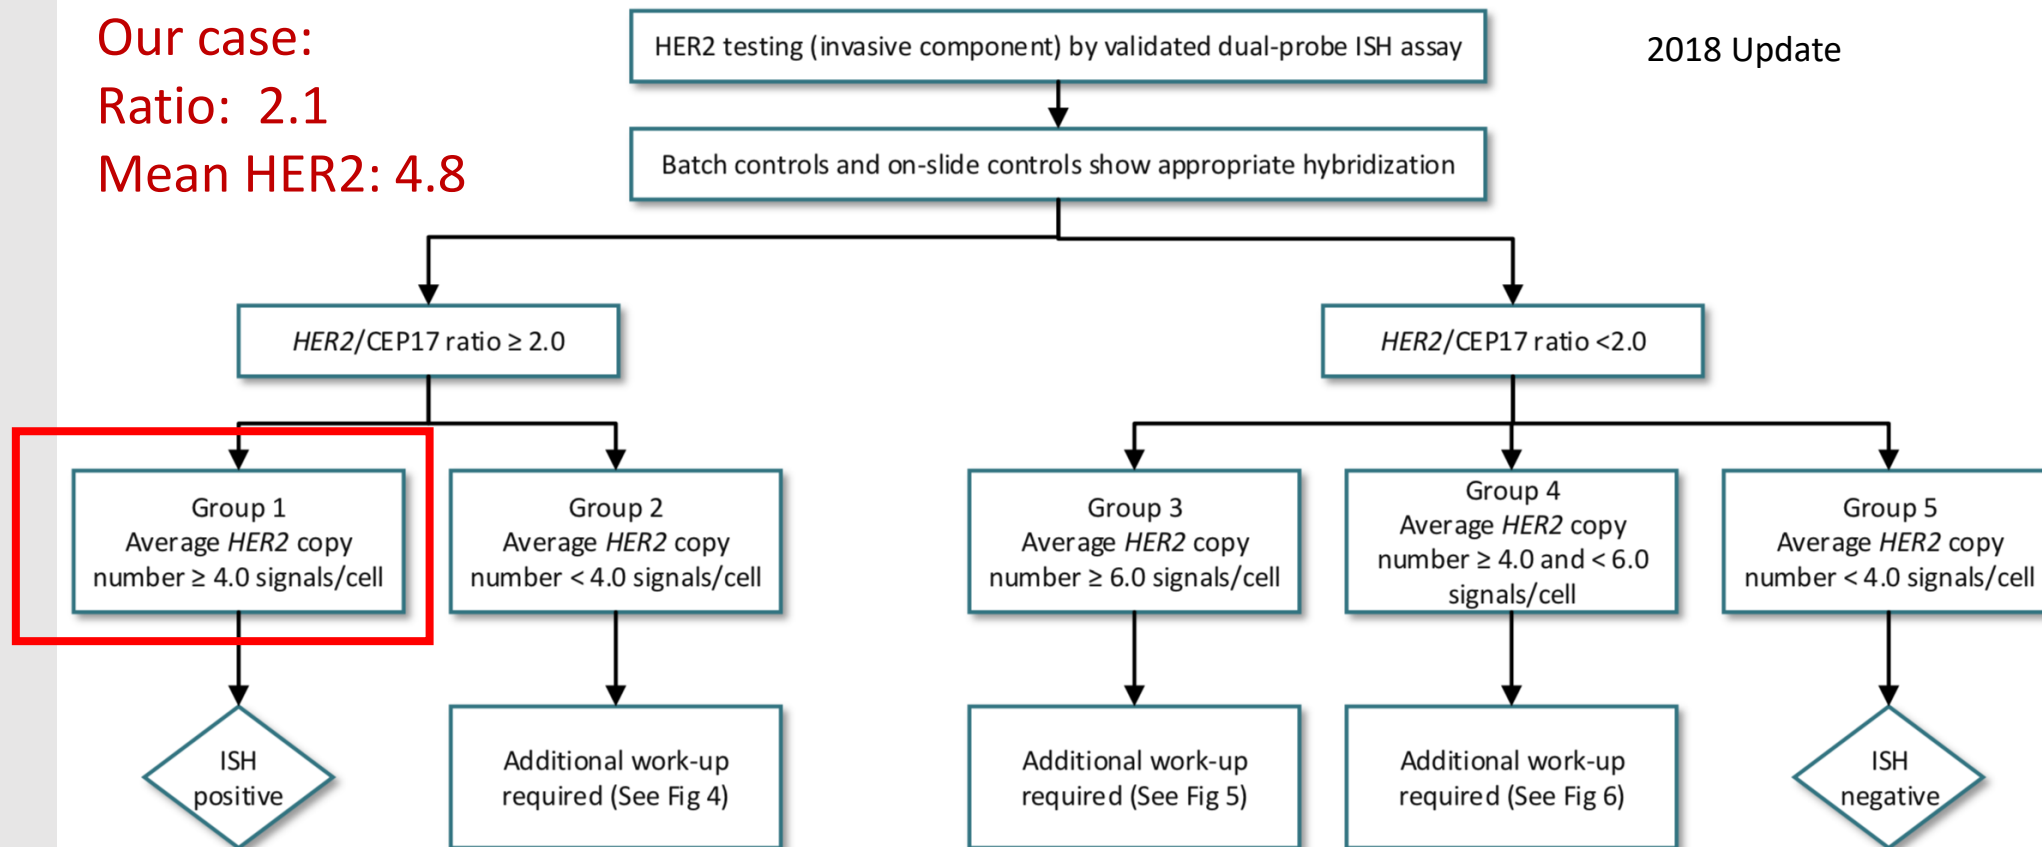 Our case:
Ratio: 2.1
Mean HER2: 4.8
2018 Update
HER2 testing (invasive component) by validated dual-probe ISH assay
Batch controls and on-slide controls show appropriate hybridization
HER2/CEP17 ratio ≥ 2.0
HER2/CEP17 ratio <2.0
Group 1
Average HER2 copy
number ≥ 4.0 signals/cell
Group 2
Average HER2 copy
number < 4.0 signals/cell
Group 3
Average HER2 copy
number ≥ 6.0 signals/cell
Group 4
Average HER2 copy
number ≥ 4.0 and < 6.0
signals/cell
Group 5
Average HER2 copy
number < 4.0 signals/cell
ISH
positive
Additional work-up
required (See Fig 4)
Additional work-up
required (See Fig 5)
Additional work-up
required (See Fig 6)
ISH
negative